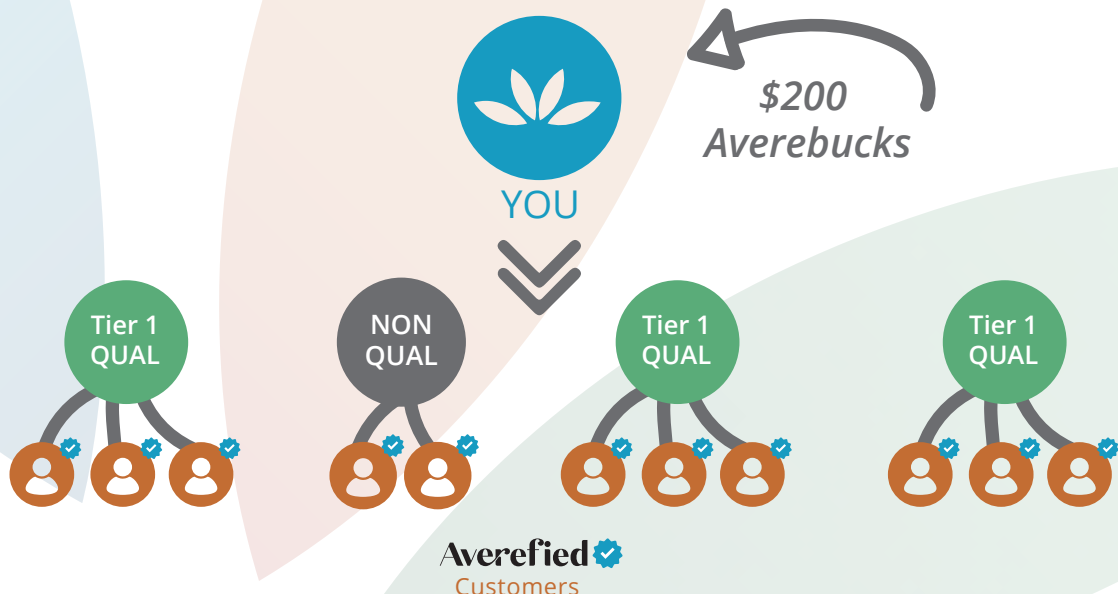 $200
Averebucks
YOU
Tier 1
QUAL
NON
QUAL
Tier 1
QUAL
Tier 1
QUAL
Averefied
Customers